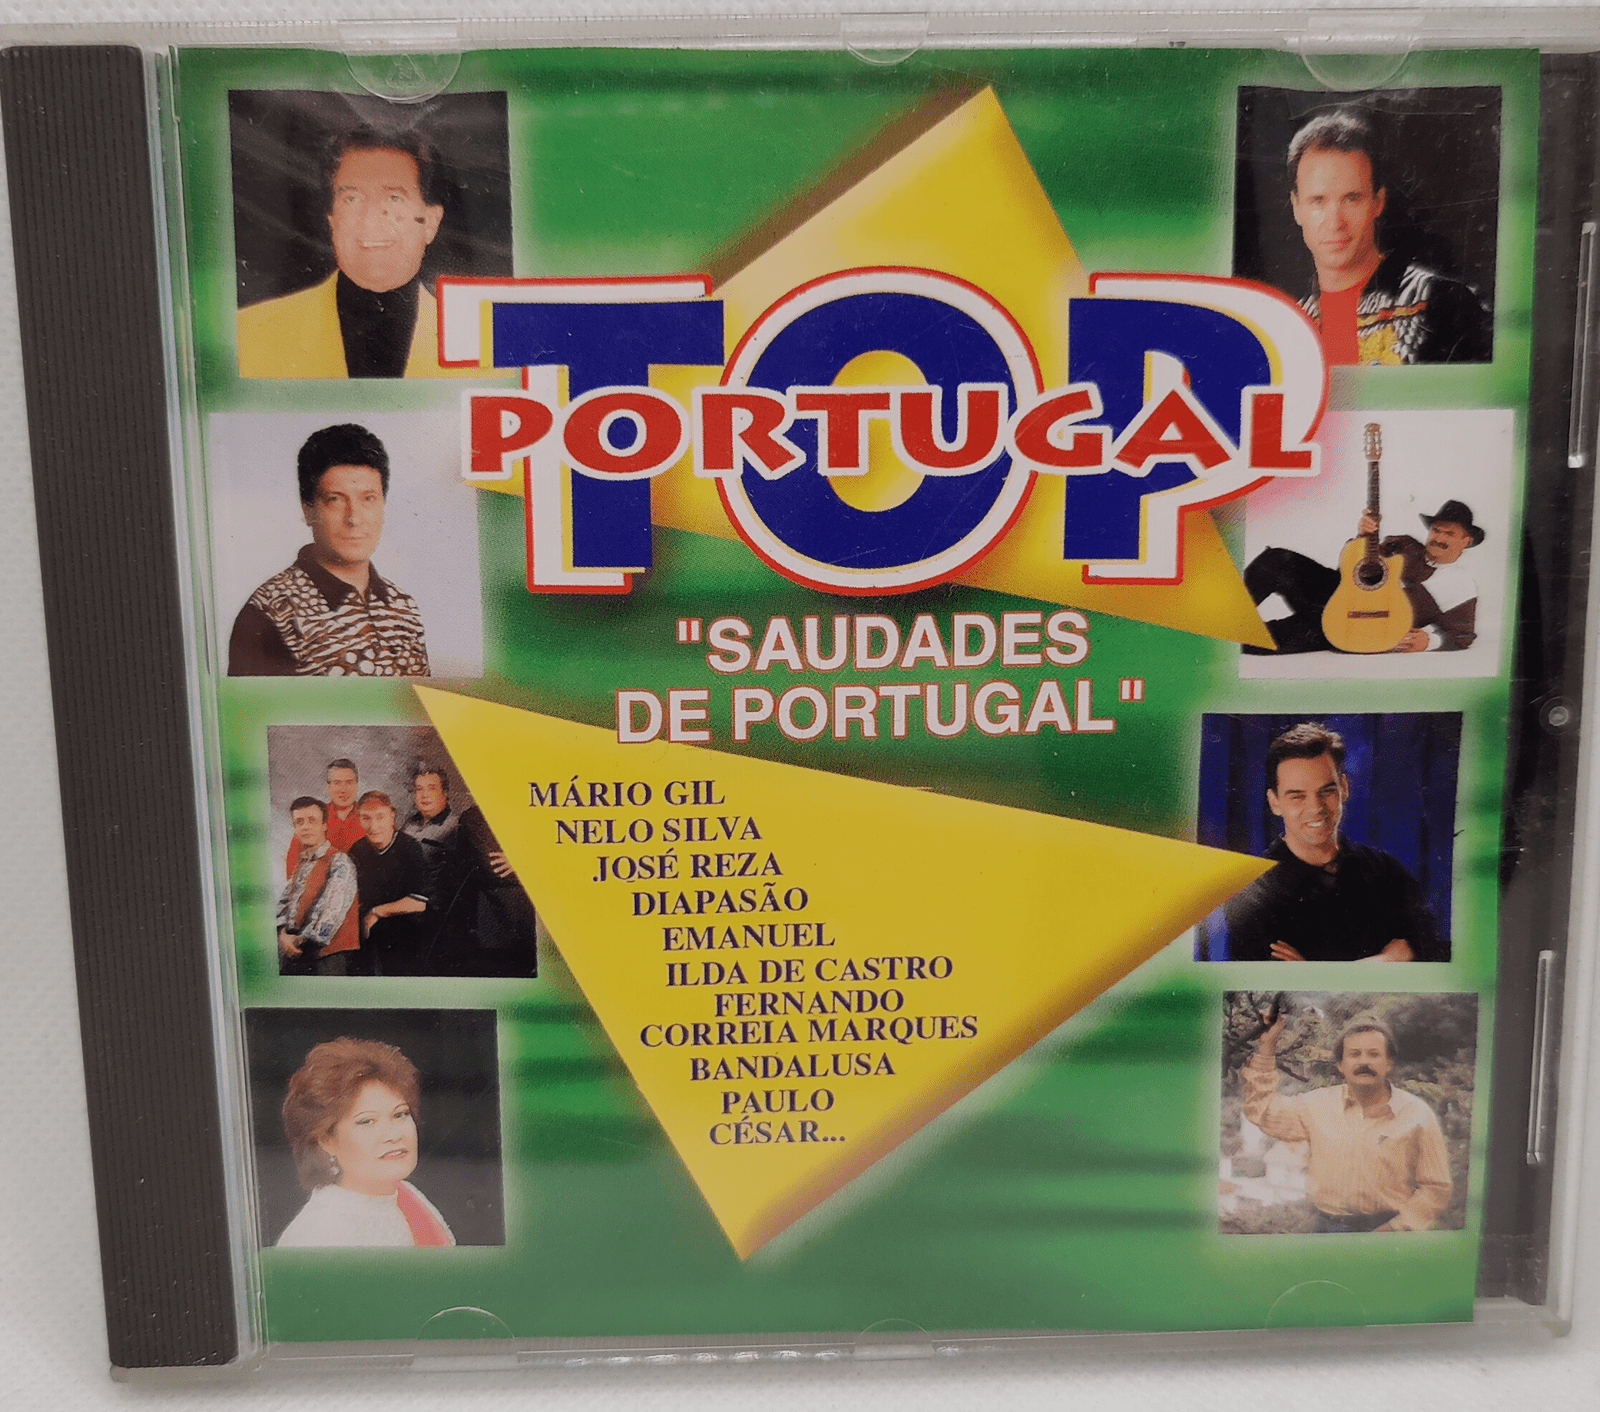 TOP
PORTUGAL
"SAUDADES
DE PORTUGAL"
MÁRIO GIL
NELO SILVA
JOSÉ REZA
DIAPASÃO
EMANUEL
ILDA DE CASTRO
FERNANDO
CORREIA MARQUES
BANDALUSA
PAULO
CÉSAR...